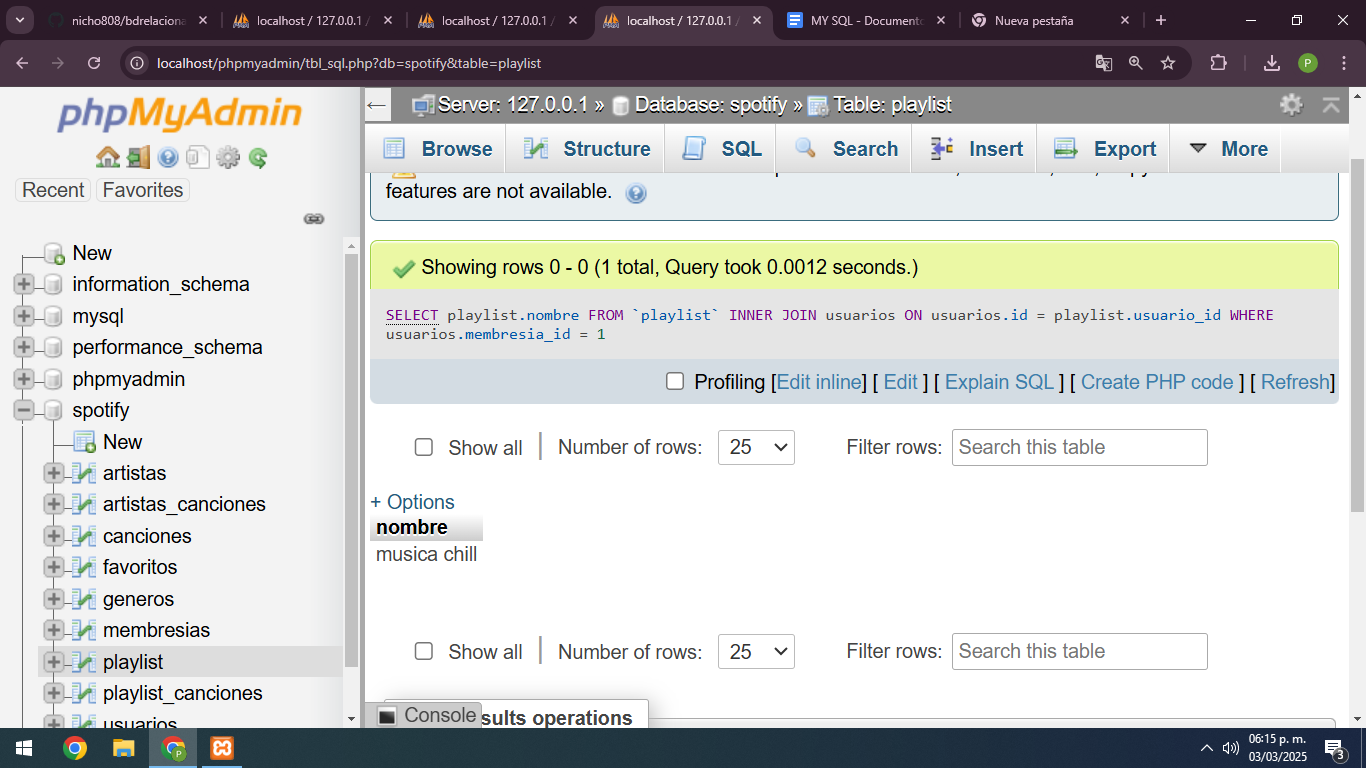 nicho808/bdrelaciona
localhost / 127.0.0.1 /
localhost / 127.0.0.1 /
localhost / 127.0.0.1 /
MY SQL - Documento
Nueva pestaña
localhost/phpmyadmin/tbl_sql.php?db=spotify&table=playlist
P
phpMyAdmin
Recent
Favorites
New
information_schema
mysql
performance_schema
phpmyadmin
spotify
New
artistas
artistas_canciones
canciones
favoritos
generos
membresias
playlist
playlist_canciones
usuarios
Server: 127.0.0.1 » Database: spotify » Table: playlist
Browse Structure SQL Search Insert Export More
features are not available.
Showing rows 0 - 0 (1 total, Query took 0.0012 seconds.)
SELECT playlist.nombre FROM `playlist` INNER JOIN usuarios ON usuarios.id = playlist.usuario_id WHERE
usuarios.membresia_id = 1
Profiling [Edit inline] [ Edit ] [ Explain SQL ] [ Create PHP code ] [ Refresh]
Show all Number of rows: 25 Filter rows: Search this table
+ Options
nombre
musica chill
Show all Number of rows: 25 Filter rows: Search this table
Console
sults operations
06:15 p. m.
03/03/2025
3